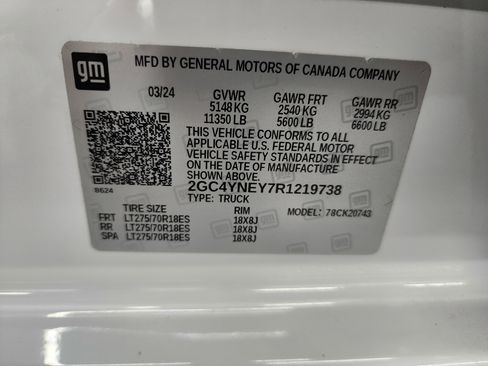 gm
MFD BY GENERAL MOTORS OF CANADA COMPANY
03/24 GVWR GAWR FRT GAWR RR
5148 KG 2540 KG 2994 KG
11350 LB 5600 LB 6600 LB
THIS VEHICLE CONFORMS TO ALL
APPLICABLE U.S. FEDERAL MOTOR
VEHICLE SAFETY STANDARDS IN EFFECT ON
THE DATE OF MANUFACTURE
SHOWN ABOVE.
8624 2GC4YNEY7R1219738
TYPE: TRUCK
TIRE SIZE RIM MODEL: 78CK20743
FRT LT275/70R18ES 18X8J
RR LT275/70R18ES 18X8J
SPA LT275/70R18ES 18X8J